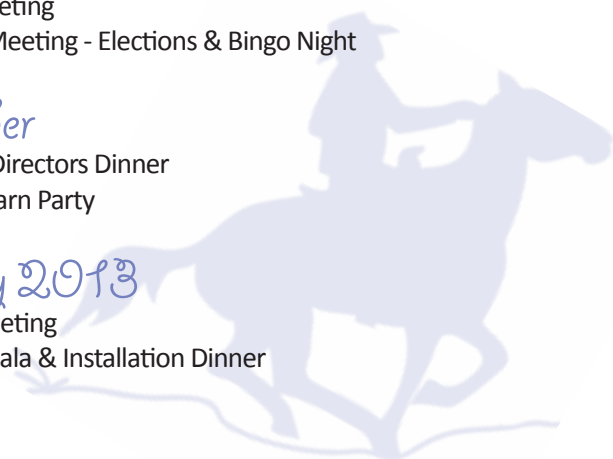 eting
Meeting - Elections & Bingo Night
er
Directors Dinner
arn Party
y 2013
eting
ala & Installation Dinner